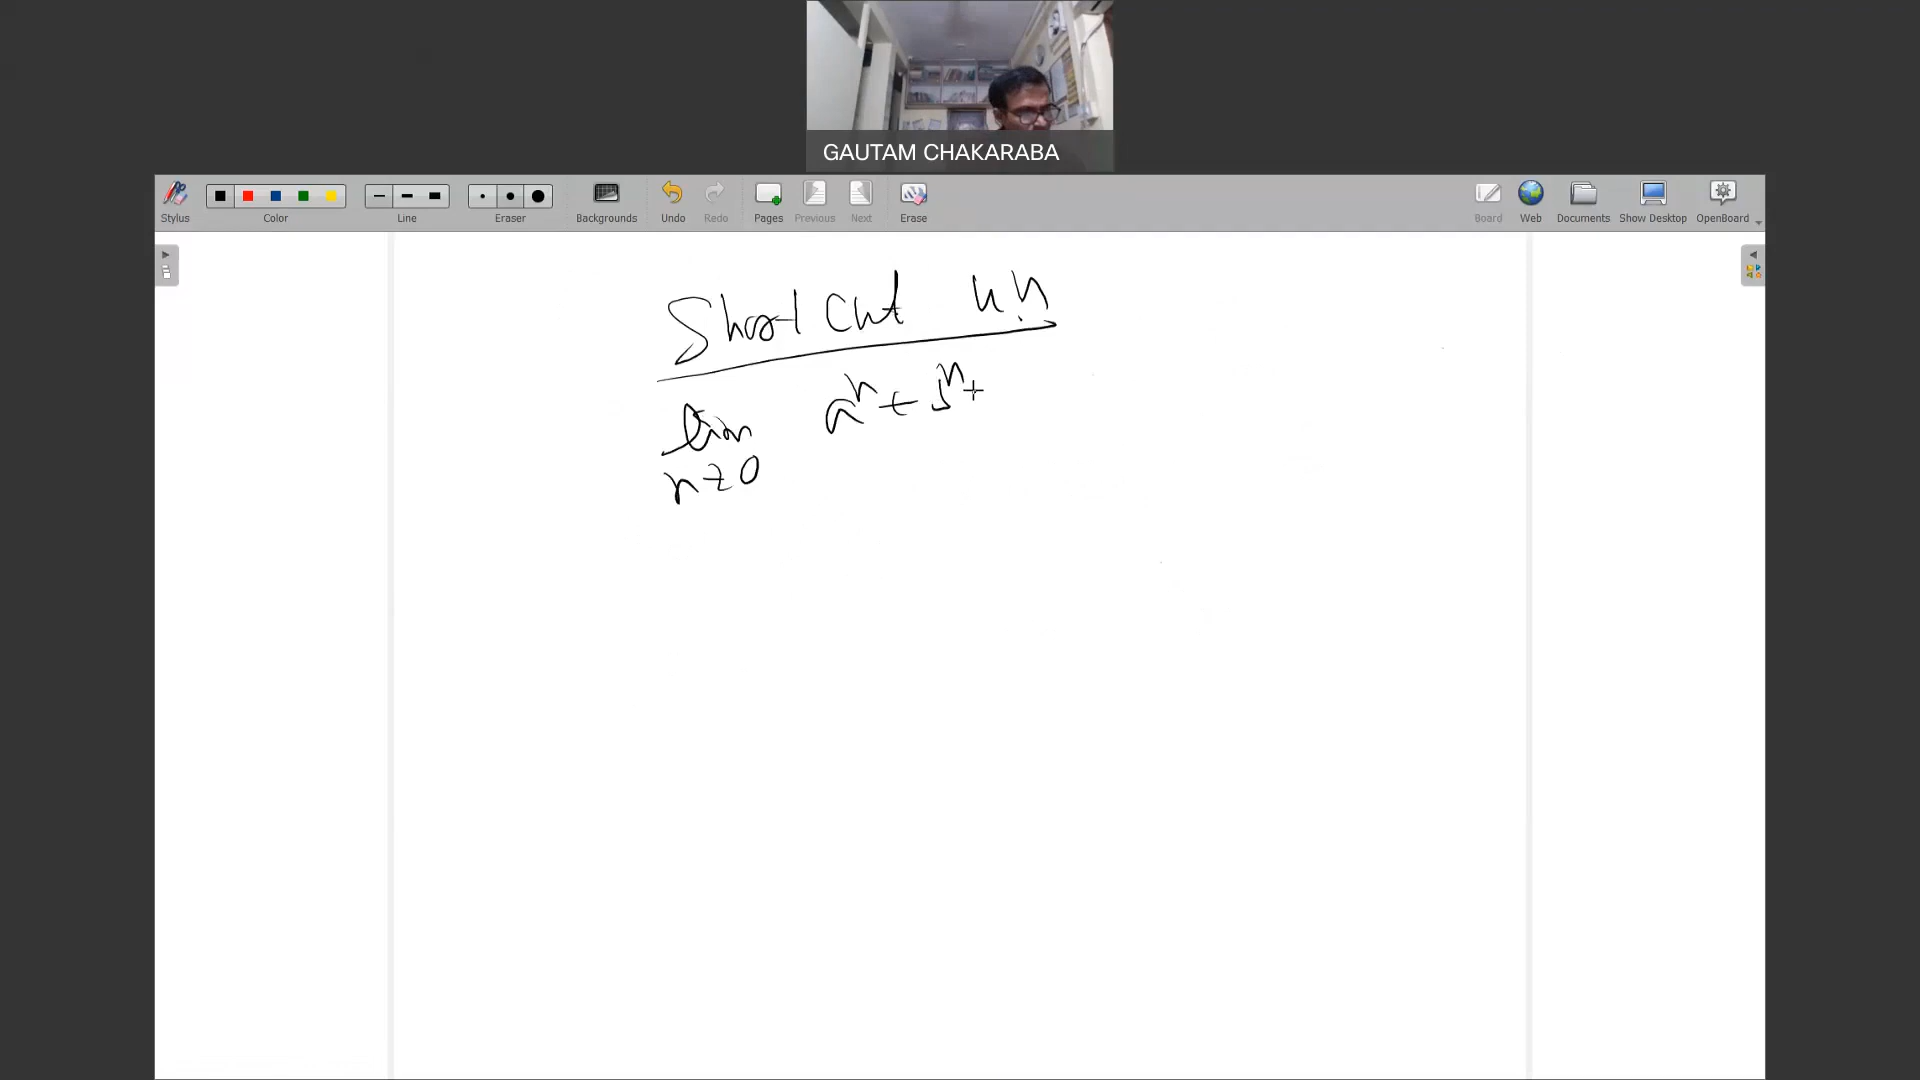 GAUTAM CHAKARABA
Stylus Color Line Eraser Backgrounds Undo Redo Pages Previous Next Erase Board Web Documents Show Desktop OpenBoard
Short Cut
lim a^n +
n→0